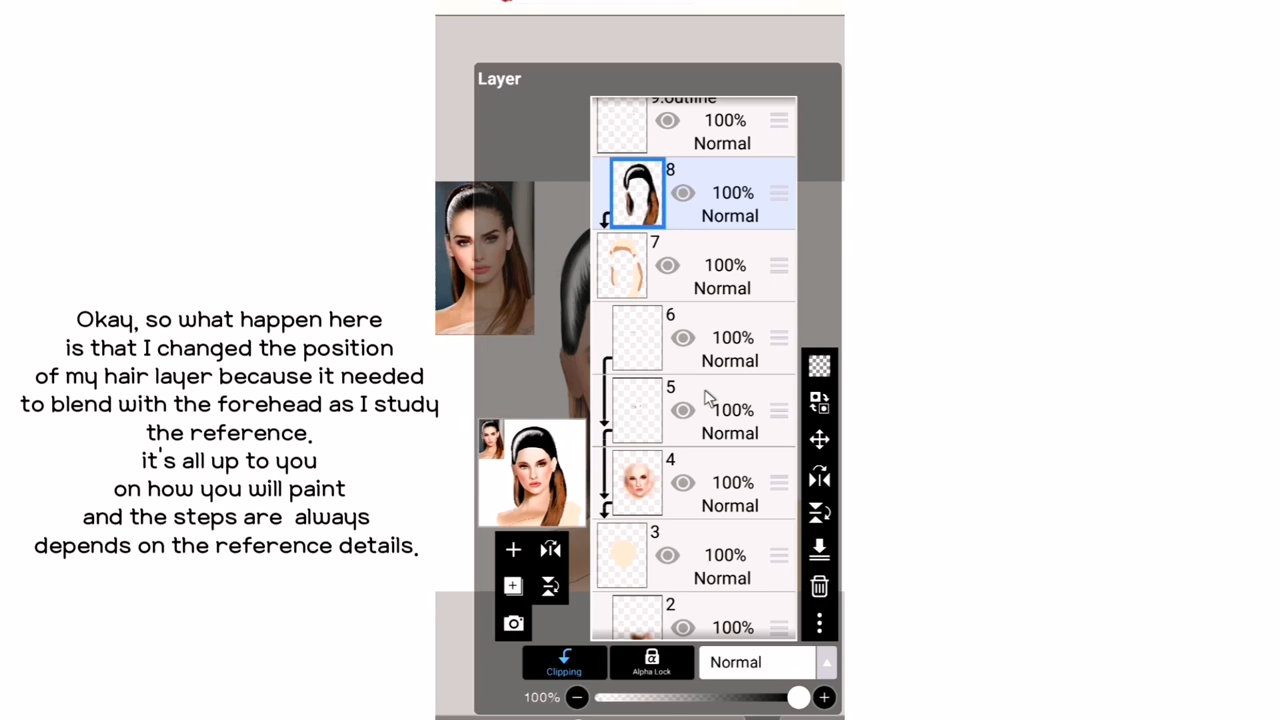 Layer
9.outline
100%
Normal
8
100%
Normal
7
100%
Normal
6
100%
Normal
5
100%
Normal
4
100%
Normal
3
100%
Normal
2
100%
Okay, so what happen here
is that I changed the position
of my hair layer because it needed
to blend with the forehead as I study
the reference.
it's all up to you
on how you will paint
and the steps are always
depends on the reference details.
Clipping
Alpha Lock
Normal
100%